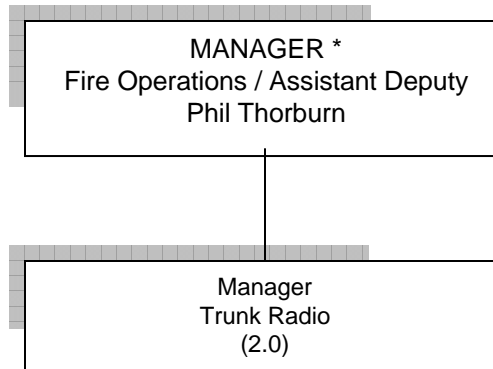 MANAGER *
Fire Operations / Assistant Deputy
Phil Thorburn
Manager
Trunk Radio
(2.0)